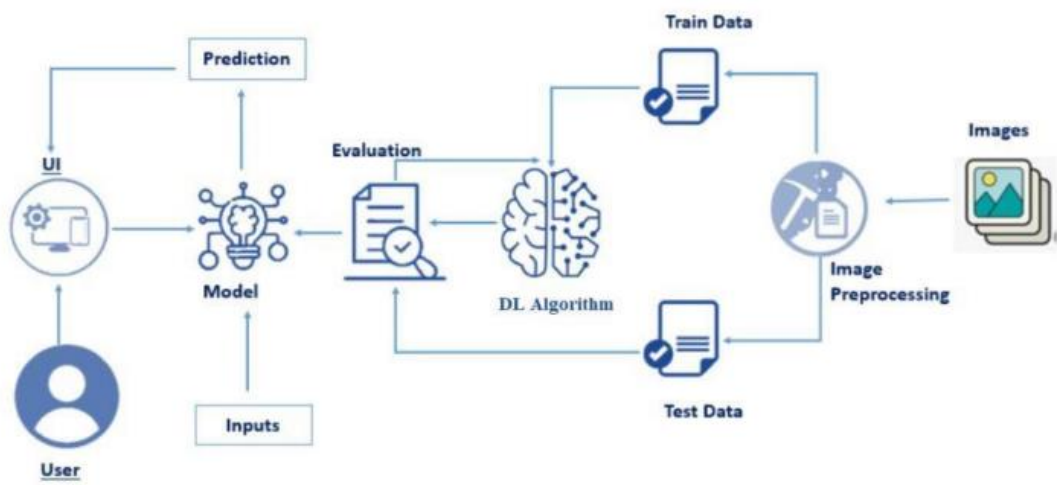 Train Data
Prediction
Images
Evaluation
UI
Image
Preprocessing
Model
DL Algorithm
Test Data
Inputs
User